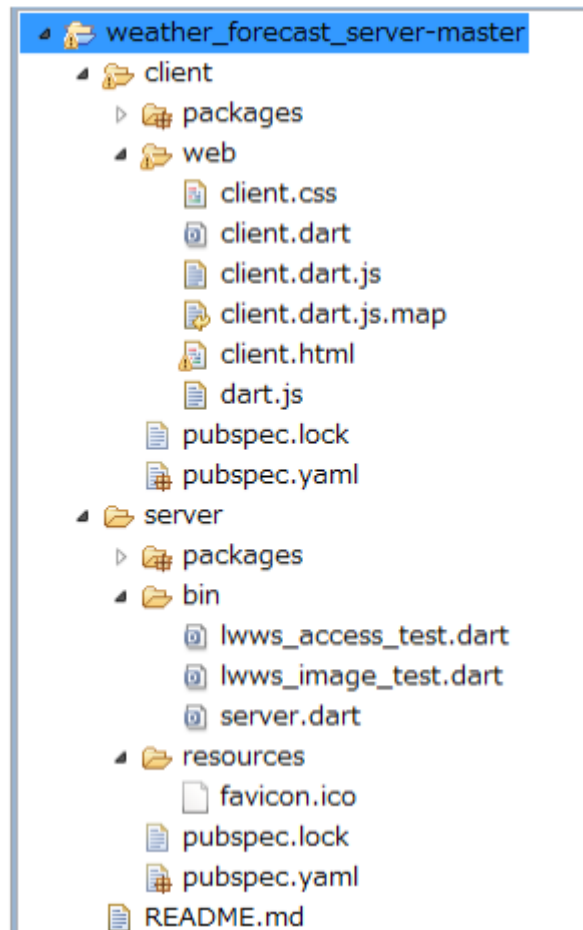 weather_forecast_server-master
client
packages
web
client.css
client.dart
client.dart.js
client.dart.js.map
client.html
dart.js
pubspec.lock
pubspec.yaml
server
packages
bin
lwws_access_test.dart
lwws_image_test.dart
server.dart
resources
favicon.ico
pubspec.lock
pubspec.yaml
README.md